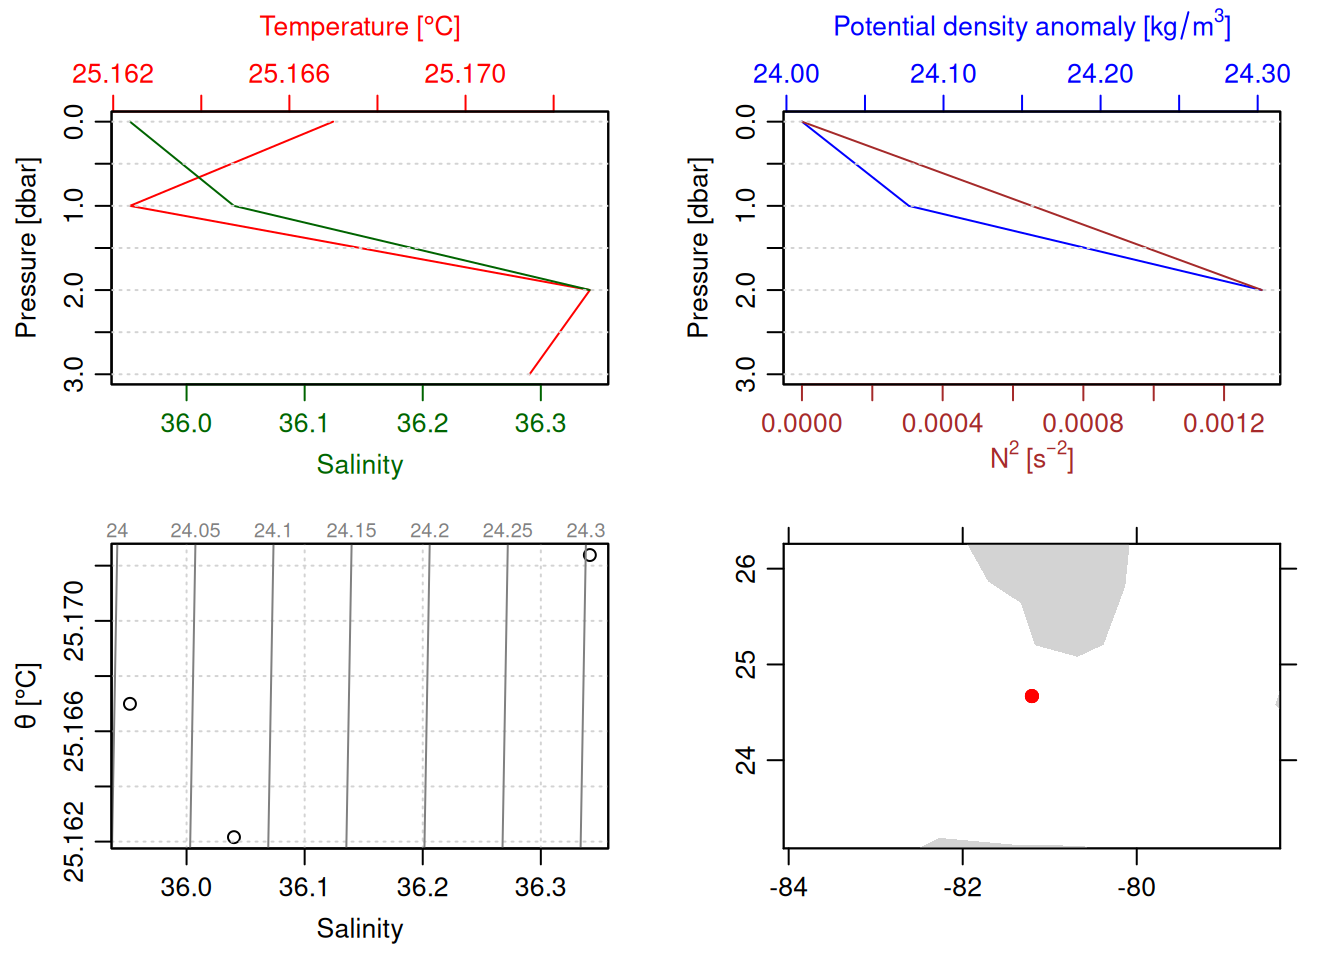 Temperature [°C]
25.162 25.166 25.170
Pressure [dbar]
0.0 1.0 2.0 3.0
36.0 36.1 36.2 36.3
Salinity
Potential density anomaly [kg/m³]
24.00 24.10 24.20 24.30
Pressure [dbar]
0.0 1.0 2.0 3.0
0.0000 0.0004 0.0008 0.0012
N² [s⁻²]
24 24.05 24.1 24.15 24.2 24.25 24.3
θ [°C]
25.162 25.166 25.170
36.0 36.1 36.2 36.3
Salinity
26
25
24
-84 -82 -80